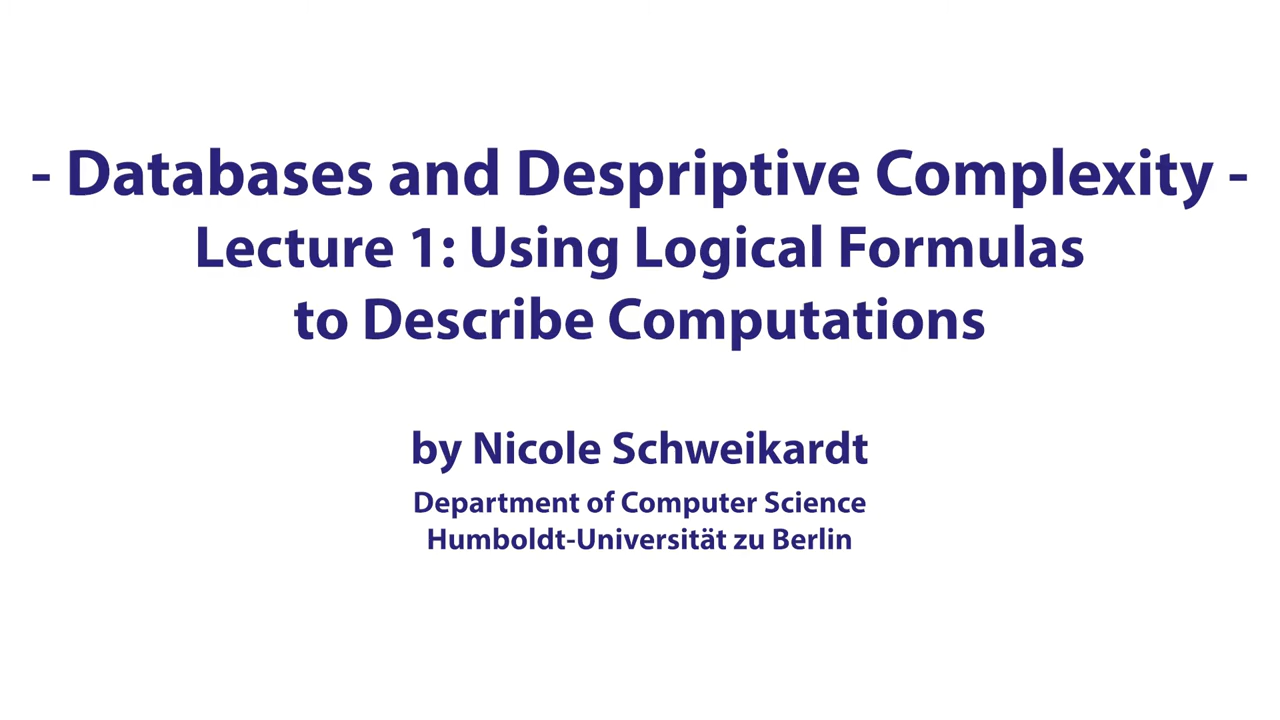 - Databases and Despriptive Complexity -
Lecture 1: Using Logical Formulas
to Describe Computations
by Nicole Schweikardt
Department of Computer Science
Humboldt-Universität zu Berlin